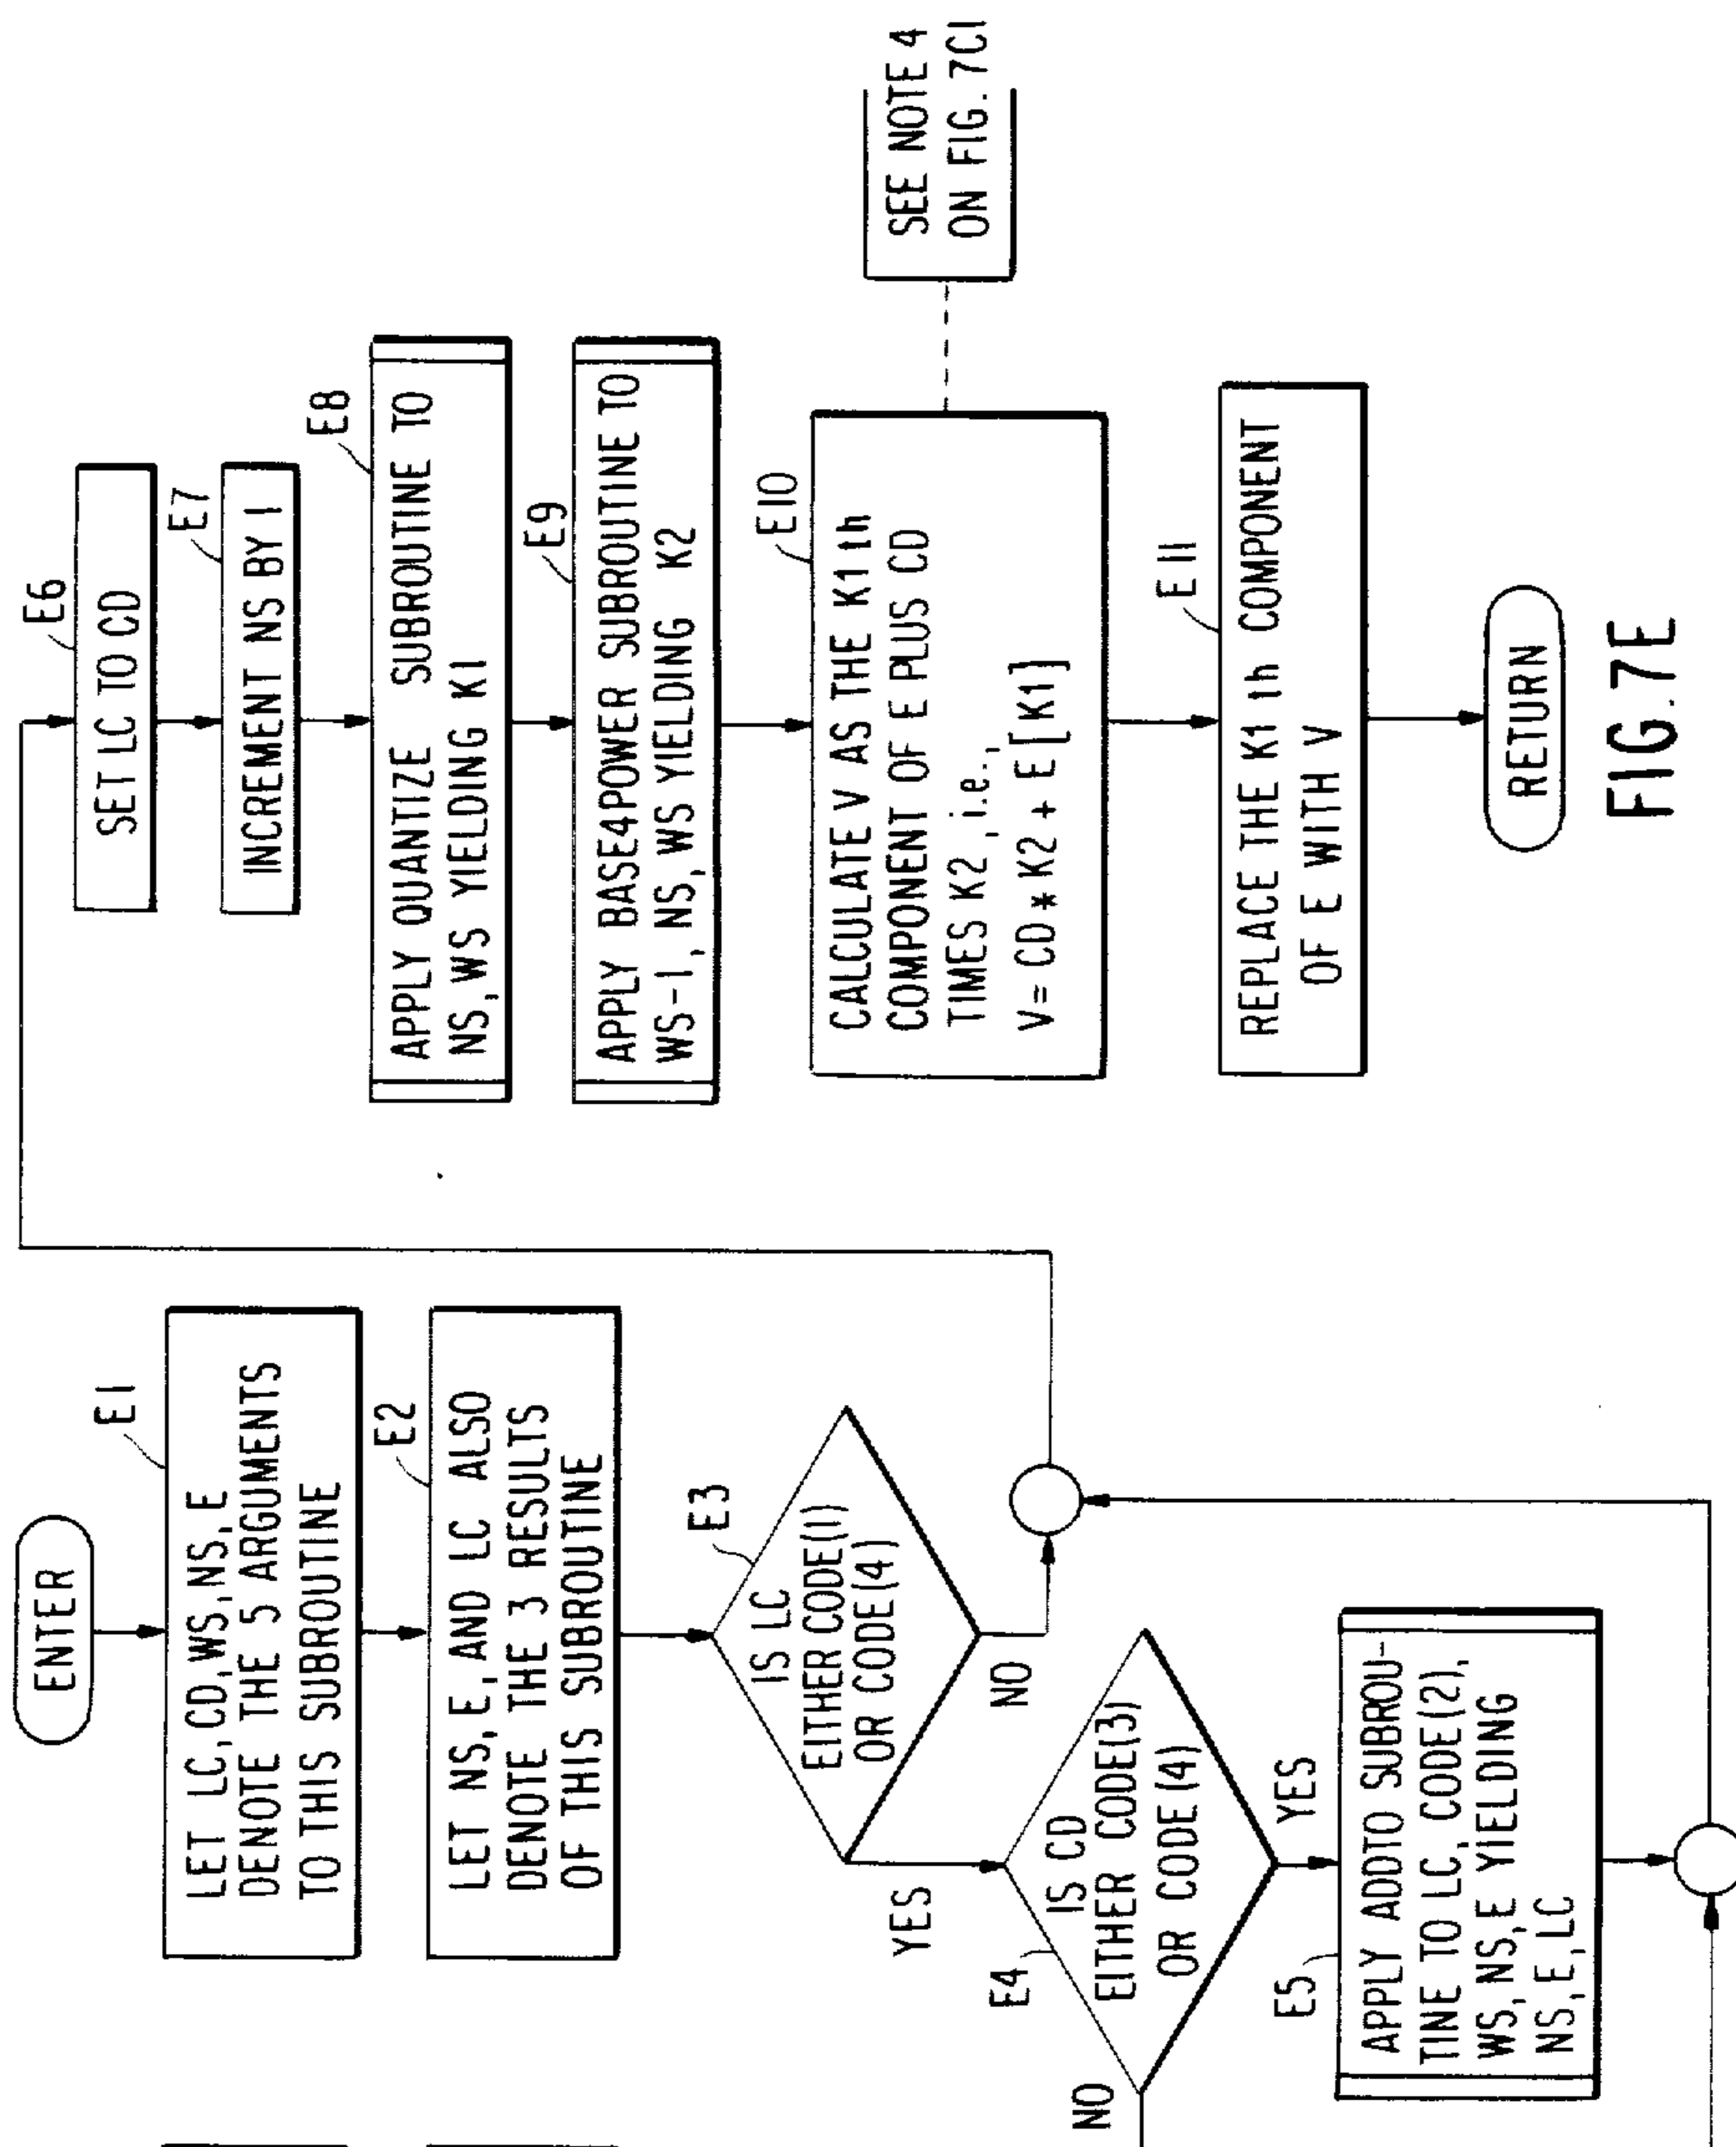 ENTER
E1
LET LC, CD, WS, NS, E
DENOTE THE 5 ARGUMENTS
TO THIS SUBROUTINE
E2
LET NS, E, AND LC ALSO
DENOTE THE 3 RESULTS
OF THIS SUBROUTINE
E3
IS LC
EITHER CODE(1)
OR CODE(4)
YES
NO
E4
IS CD
EITHER CODE(3)
OR CODE(4)
NO
YES
E5
APPLY ADDTO SUBROU-
TINE TO LC, CODE(2),
WS, NS, E YIELDING
NS, E, LC
E6
SET LC TO CD
E7
INCREMENT NS BY 1
E8
APPLY QUANTIZE SUBROUTINE TO
NS, WS YIELDING K1
E9
APPLY BASE4POWER SUBROUTINE TO
WS-1, NS, WS YIELDING K2
E10
CALCULATE V AS THE K1th
COMPONENT OF E PLUS CD
TIMES K2, i.e.,
V= CD * K2 + E [K1]
SEE NOTE 4
ON FIG. 7C1
E11
REPLACE THE K1th COMPONENT
OF E WITH V
RETURN
FIG. 7E